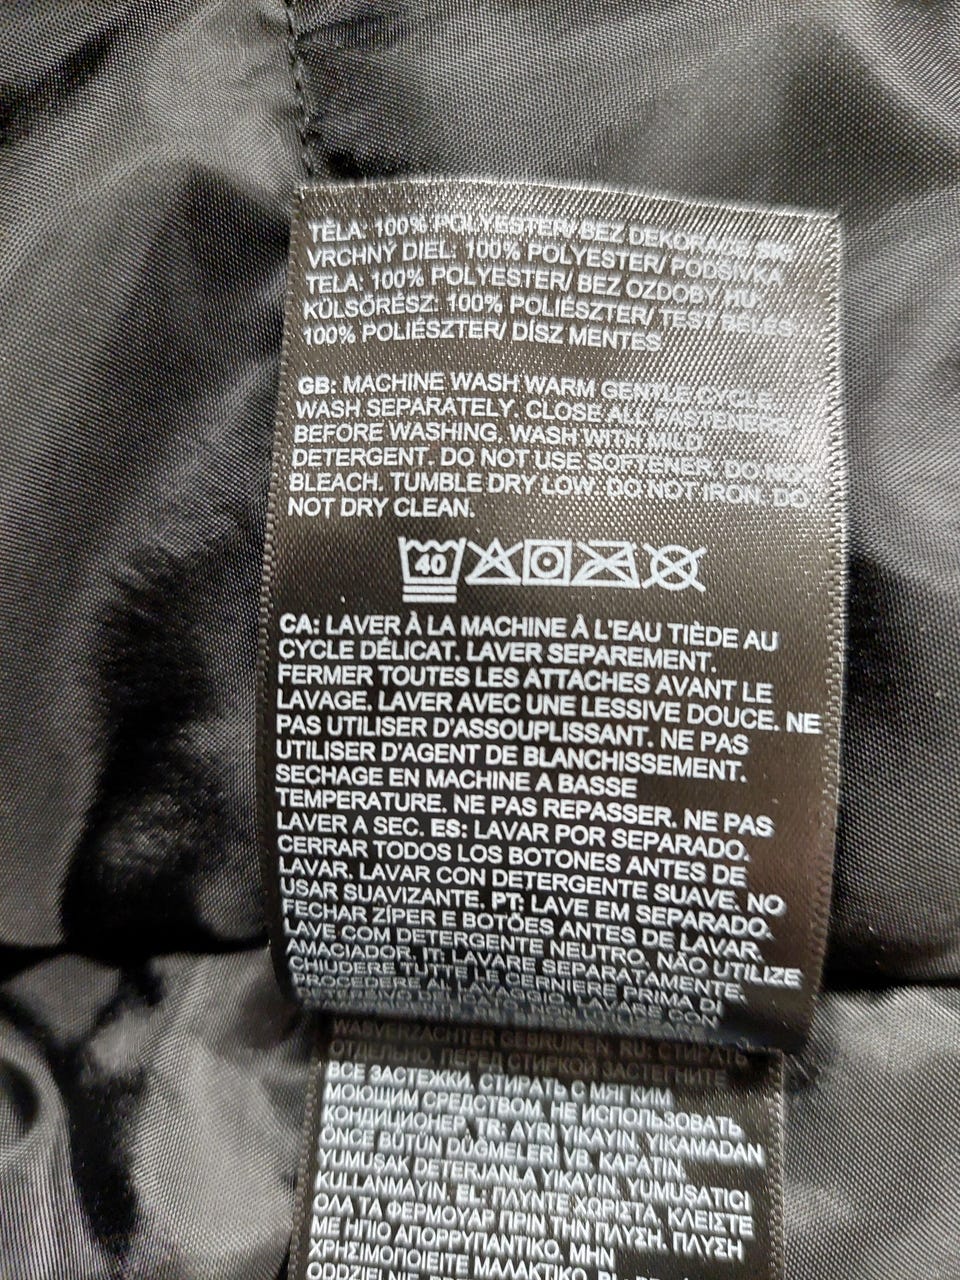 TĚLA: 100% POLYESTER/ BEZ DEKORACE SK:
VRCHNÝ DIEL: 100% POLYESTER/ PODŠÍVKA
TELA: 100% POLYESTER/ BEZ OZDOBY HU:
KÜLSŐRÉSZ: 100% POLIÉSZTER/ TEST BÉLÉS:
100% POLIÉSZTER/ DÍSZ MENTES
GB: MACHINE WASH WARM GENTLE CYCLE.
WASH SEPARATELY. CLOSE ALL FASTENERS
BEFORE WASHING. WASH WITH MILD
DETERGENT. DO NOT USE SOFTENER. DO NOT
BLEACH. TUMBLE DRY LOW. DO NOT IRON. DO
NOT DRY CLEAN.
40
CA: LAVER À LA MACHINE À L'EAU TIÈDE AU
CYCLE DÉLICAT. LAVER SEPAREMENT.
FERMER TOUTES LES ATTACHES AVANT LE
LAVAGE. LAVER AVEC UNE LESSIVE DOUCE. NE
PAS UTILISER D'ASSOUPLISSANT. NE PAS
UTILISER D'AGENT DE BLANCHISSEMENT.
SECHAGE EN MACHINE A BASSE
TEMPERATURE. NE PAS REPASSER. NE PAS
LAVER A SEC. ES: LAVAR POR SEPARADO.
CERRAR TODOS LOS BOTONES ANTES DE
LAVAR. LAVAR CON DETERGENTE SUAVE. NO
USAR SUAVIZANTE. PT: LAVE EM SEPARADO.
FECHAR ZÍPER E BOTÕES ANTES DE LAVAR.
LAVE COM DETERGENTE NEUTRO. NÃO UTILIZE
AMACIADOR. IT: LAVARE SEPARATAMENTE.
CHIUDERE TUTTE LE CERNIERE PRIMA DI
PROCEDERE AL LAVAGGIO. LAVARE CON
WASVERZACHTER GEBRUIKEN. RU: СТИРАТЬ
ОТДЕЛЬНО. ПЕРЕД СТИРКОЙ ЗАСТЕГНИТЕ
ВСЕ ЗАСТЕЖКИ. СТИРАТЬ С МЯГКИМ
МОЮЩИМ СРЕДСТВОМ. НЕ ИСПОЛЬЗОВАТЬ
КОНДИЦИОНЕР. TR: AYRI YIKAYIN. YIKAMADAN
ÖNCE BÜTÜN DÜĞMELERİ VB. KAPATIN.
YUMUŞAK DETERJANLA YIKAYIN. YUMUŞATICI
KULLANMAYIN. EL: ΠΛΥΝΤΕ ΧΩΡΙΣΤΑ. ΚΛΕΙΣΤΕ
ΟΛΑ ΤΑ ΦΕΡΜΟΥΑΡ ΠΡΙΝ ΤΗΝ ΠΛΥΣΗ. ΠΛΥΣΗ
ΜΕ ΗΠΙΟ ΑΠΟΡΡΥΠΑΝΤΙΚΟ. ΜΗΝ
ΧΡΗΣΙΜΟΠΟΙΕΙΤΕ ΜΑΛΑΚΤΙΚΟ.